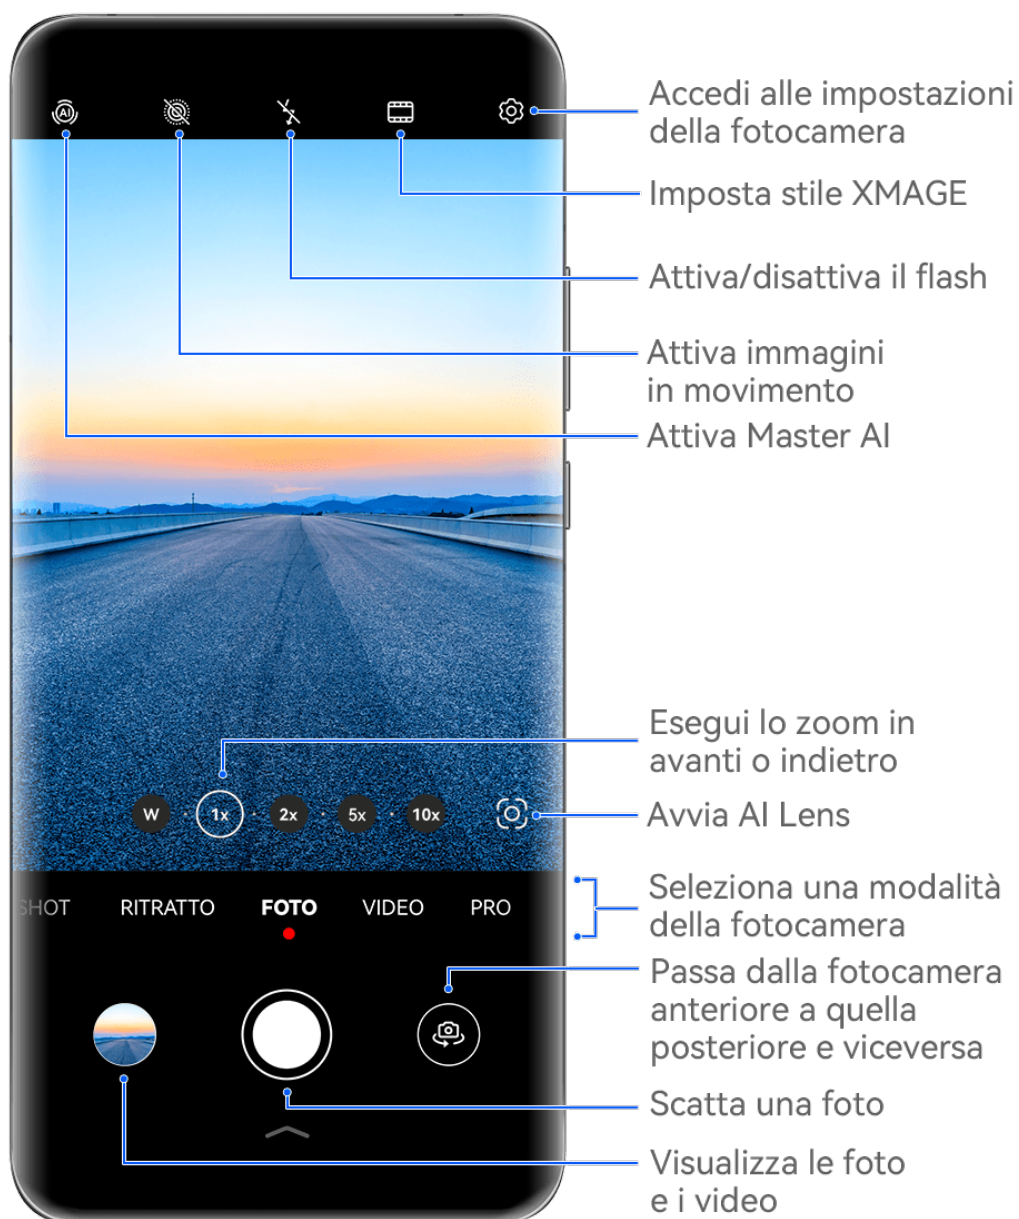 AI
Accedi alle impostazioni
della fotocamera
Imposta stile XMAGE
Attiva/disattiva il flash
Attiva immagini
in movimento
Attiva Master AI
Esegui lo zoom in
avanti o indietro
W 1x 2x 5x 10x
Avvia AI Lens
SHOT RITRATTO FOTO VIDEO PRO
Seleziona una modalità
della fotocamera
Passa dalla fotocamera
anteriore a quella
posteriore e viceversa
Scatta una foto
Visualizza le foto
e i video